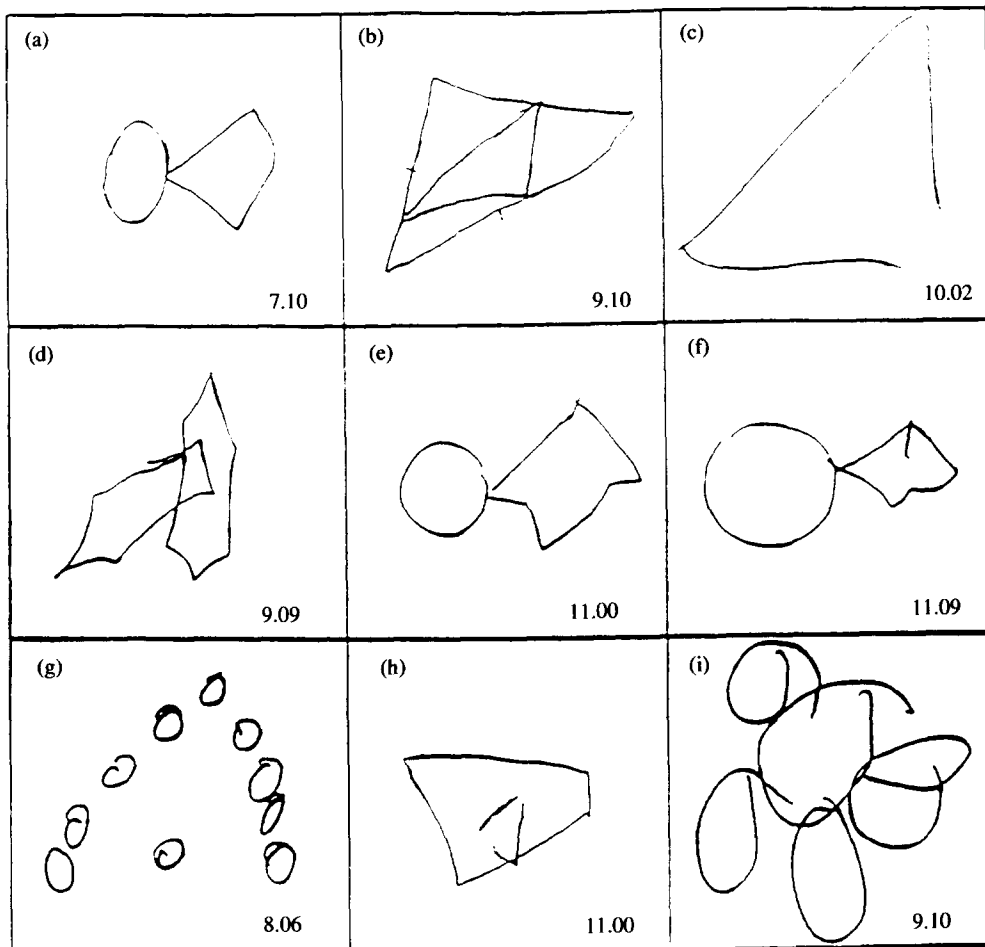 (a)
7.10
(b)
9.10
(c)
10.02
(d)
9.09
(e)
11.00
(f)
11.09
(g)
8.06
(h)
11.00
(i)
9.10